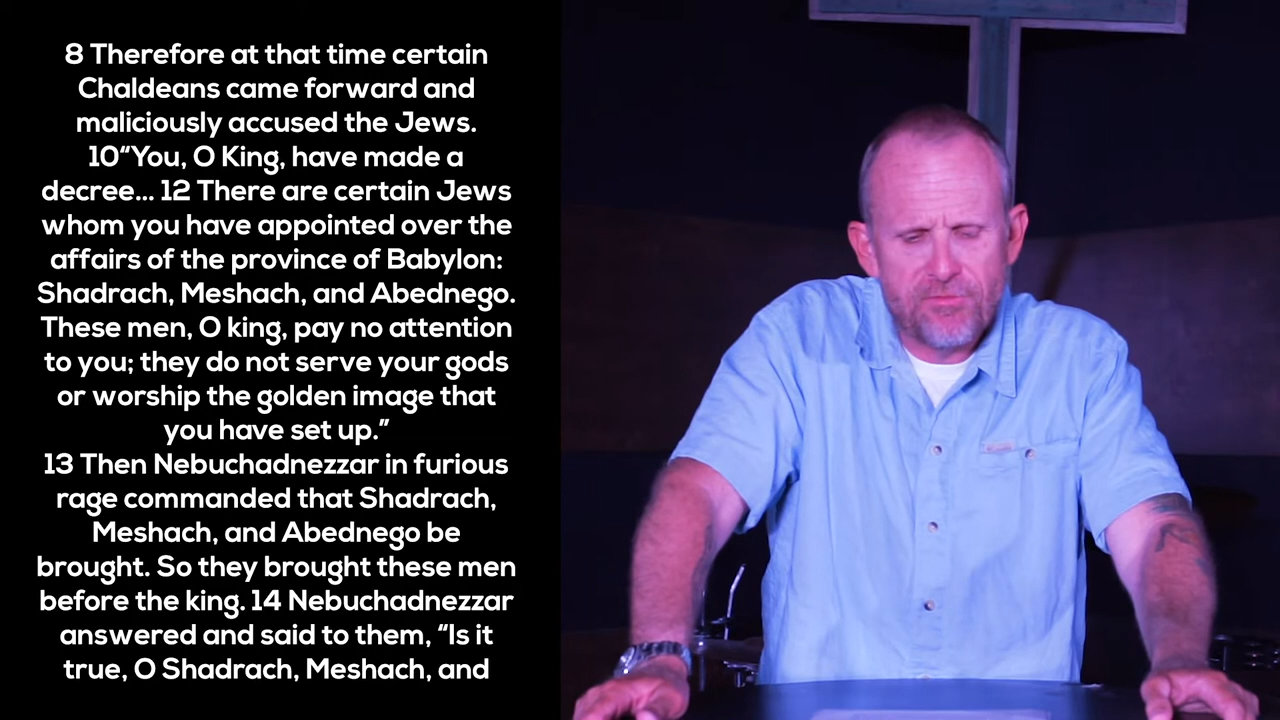 8 Therefore at that time certain
Chaldeans came forward and
maliciously accused the Jews.
10“You, O King, have made a
decree... 12 There are certain Jews
whom you have appointed over the
affairs of the province of Babylon:
Shadrach, Meshach, and Abednego.
These men, O king, pay no attention
to you; they do not serve your gods
or worship the golden image that
you have set up.”
13 Then Nebuchadnezzar in furious
rage commanded that Shadrach,
Meshach, and Abednego be
brought. So they brought these men
before the king. 14 Nebuchadnezzar
answered and said to them, “Is it
true, O Shadrach, Meshach, and